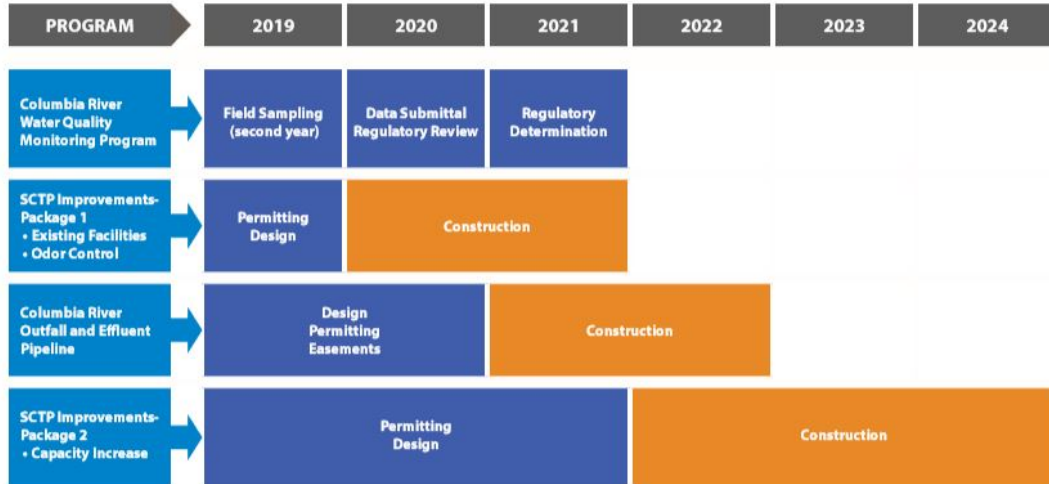 PROGRAM
2019
2020
2021
2022
2023
2024
Columbia River
Water Quality
Monitoring Program
Field Sampling
(second year)
Data Submittal
Regulatory Review
Regulatory
Determination
SCTP Improvements-
Package 1
• Existing Facilities
• Odor Control
Permitting
Design
Construction
Columbia River
Outfall and Effluent
Pipeline
Design
Permitting
Easements
Construction
SCTP Improvements-
Package 2
• Capacity Increase
Permitting
Design
Construction